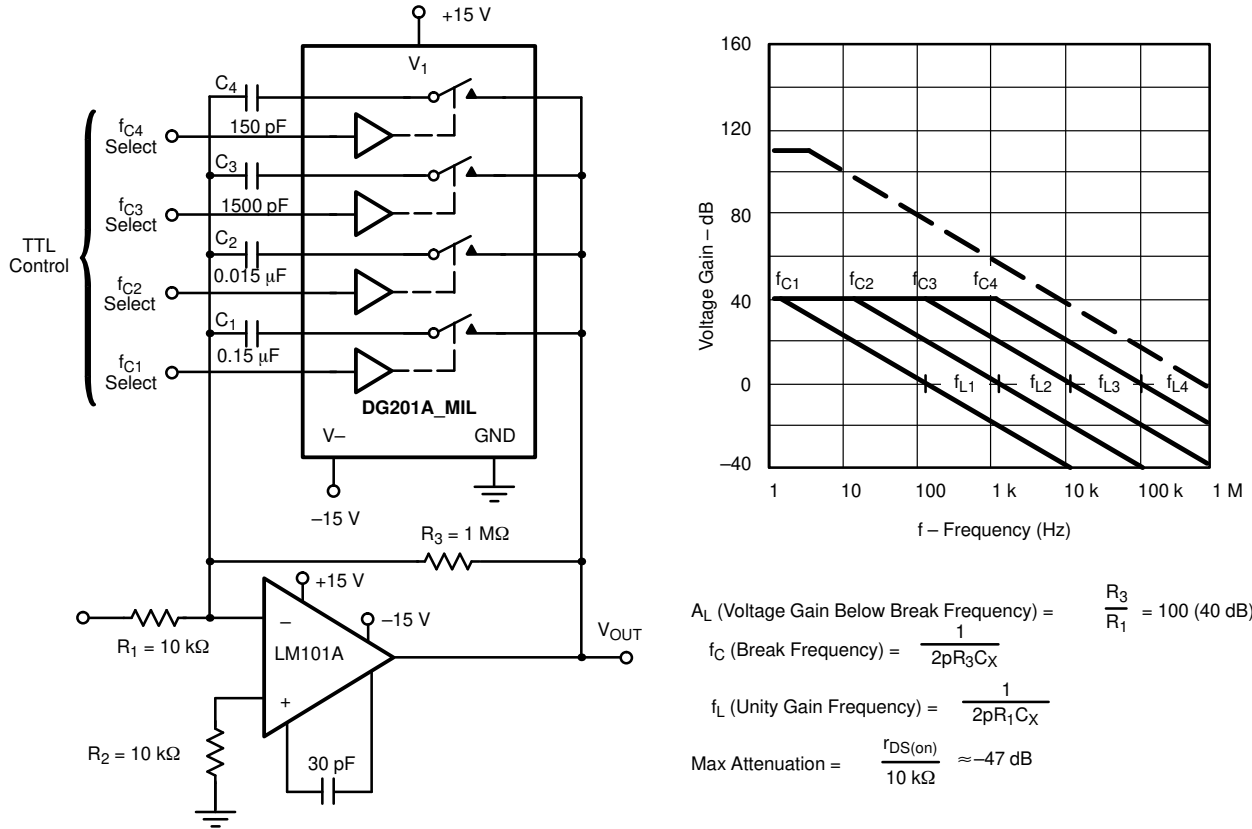 +15 V
V1
C4
150 pF
fC4
Select
C3
1500 pF
fC3
Select
C2
0.015 μF
fC2
Select
C1
0.15 μF
fC1
Select
TTL
Control
DG201A_MIL
V–
GND
–15 V
R3 = 1 MΩ
+15 V
–15 V
VOUT
R1 = 10 kΩ
–
LM101A
+
R2 = 10 kΩ
30 pF
160
120
80
40
0
–40
Voltage Gain – dB
fC1
fC2
fC3
fC4
fL1
fL2
fL3
fL4
1
10
100
1 k
10 k
100 k
1 M
f – Frequency (Hz)
AL (Voltage Gain Below Break Frequency) = R3 / R1 = 100 (40 dB)
fC (Break Frequency) = 1 / 2pR3CX
fL (Unity Gain Frequency) = 1 / 2pR1CX
Max Attenuation = rDS(on) / 10 kΩ ≈–47 dB